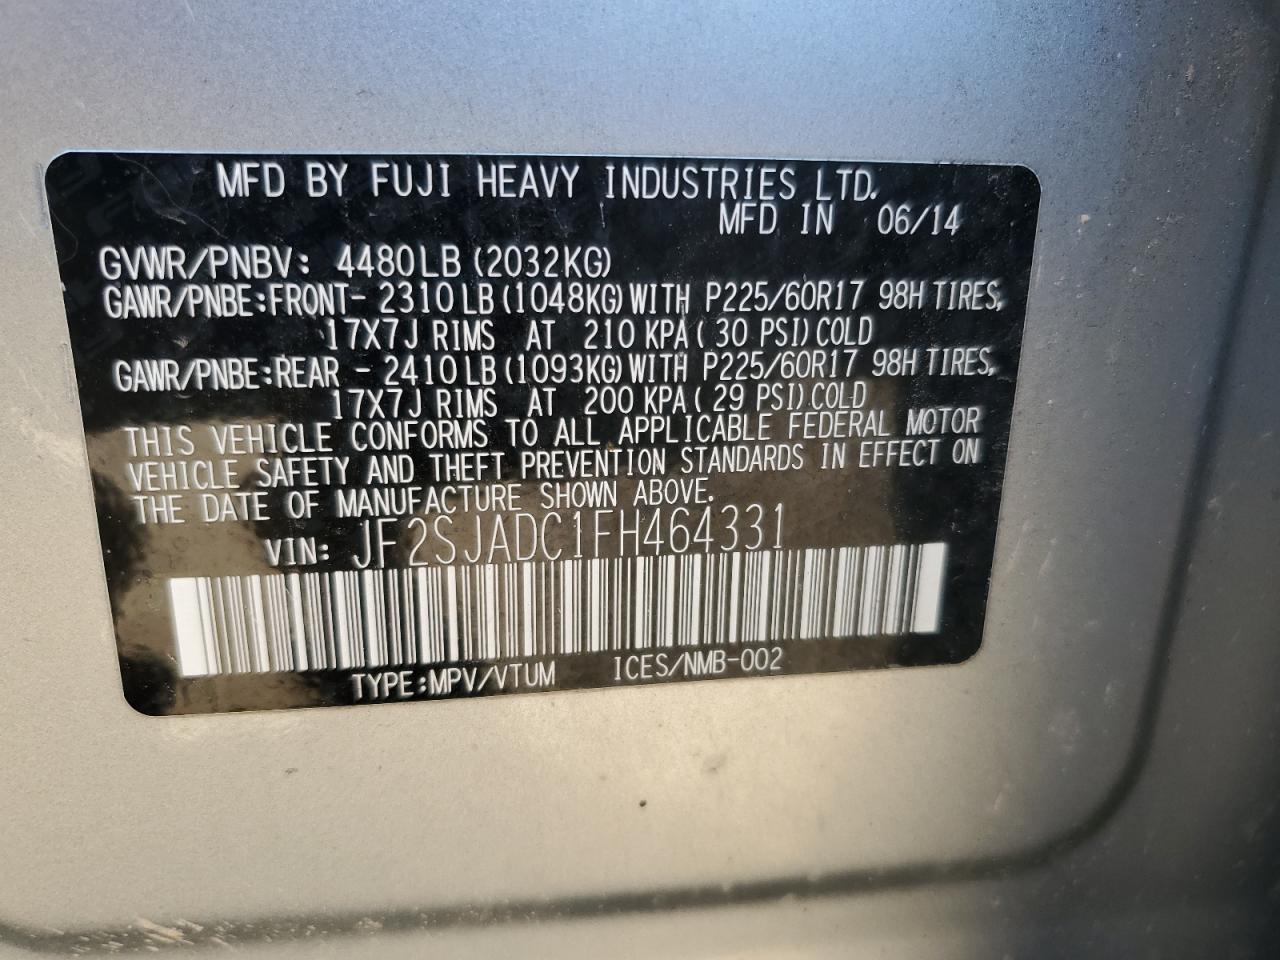 MFD BY FUJI HEAVY INDUSTRIES LTD.
MFD IN 06/14
GVWR/PNBV: 4480LB (2032KG)
GAWR/PNBE:FRONT- 2310LB (1048KG) WITH P225/60R17 98H TIRES,
17X7J RIMS AT 210 KPA ( 30 PSI) COLD
GAWR/PNBE:REAR - 2410LB (1093KG) WITH P225/60R17 98H TIRES,
17X7J RIMS AT 200 KPA ( 29 PSI) COLD
THIS VEHICLE CONFORMS TO ALL APPLICABLE FEDERAL MOTOR
VEHICLE SAFETY AND THEFT PREVENTION STANDARDS IN EFFECT ON
THE DATE OF MANUFACTURE SHOWN ABOVE.
VIN: JF2SJADC1FH464331
TYPE:MPV/VTUM ICES/NMB-002